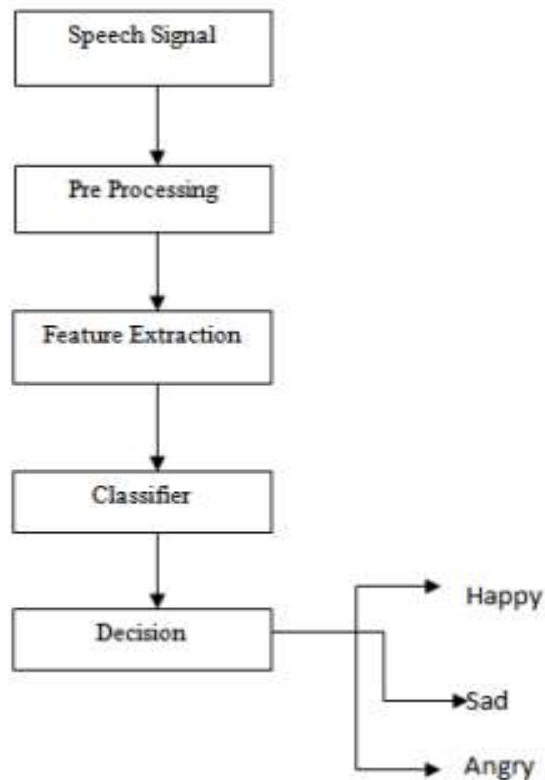 Speech Signal
Pre Processing
Feature Extraction
Classifier
Decision
Happy
Sad
Angry